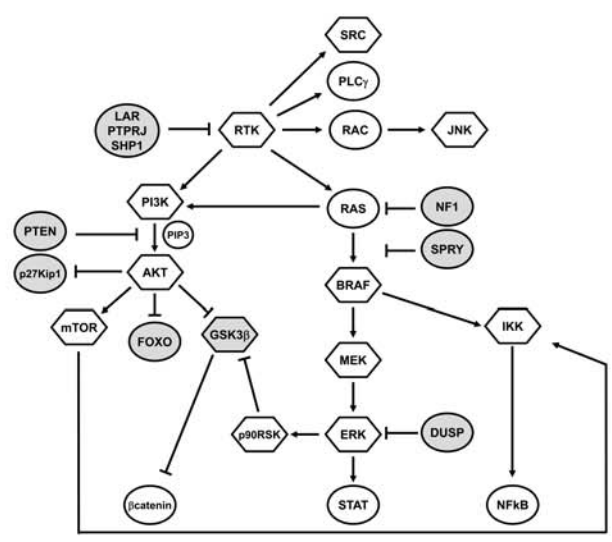 SRC
PLCγ
LAR
PTPRJ
SHP1
RTK
RAC
JNK
PI3K
RAS
NF1
PTEN
PIP3
SPRY
p27Kip1
AKT
BRAF
mTOR
FOXO
GSK3β
IKK
MEK
p90RSK
ERK
DUSP
βcatenin
STAT
NFkB